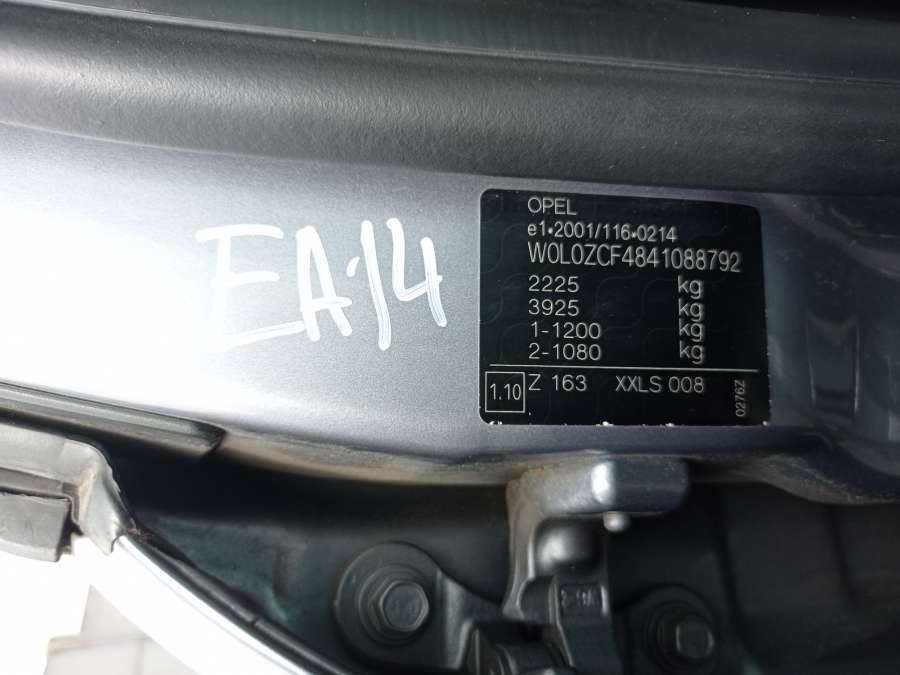 EA14
OPEL
e1•2001/116•0214
W0L0ZCF4841088792
2225 kg
3925 kg
1-1200 kg
2-1080 kg
1.10 Z 163 XXLS 008
0276Z